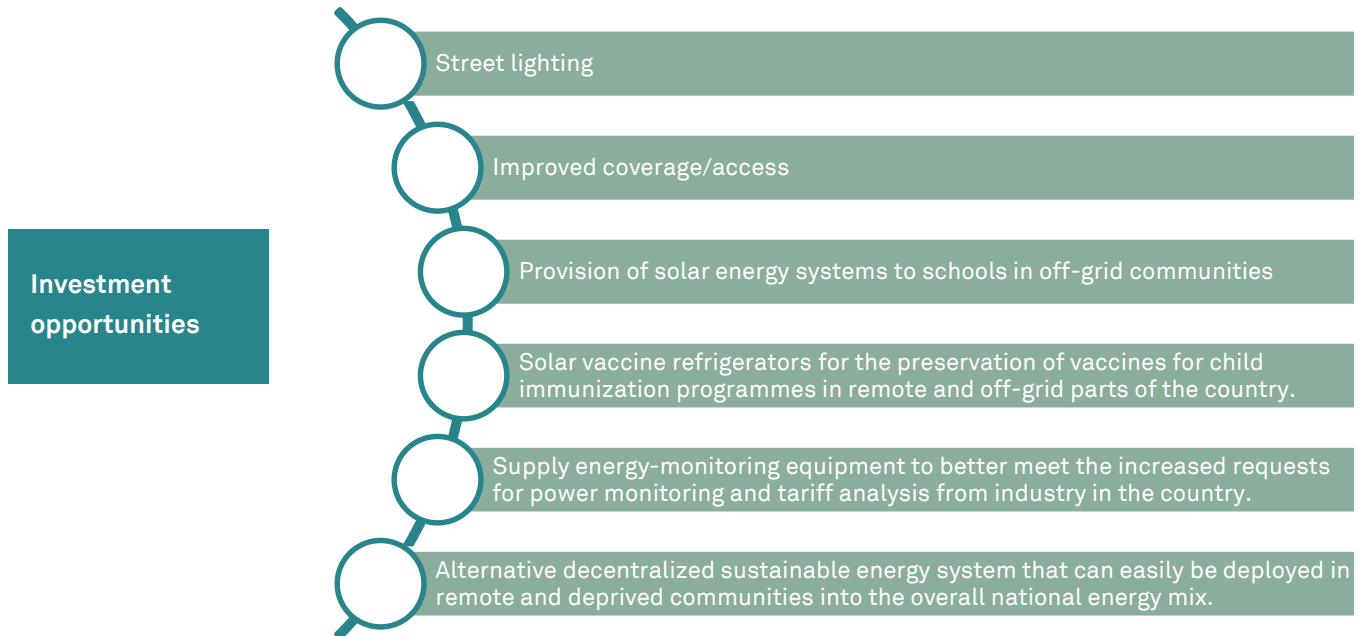 Investment
opportunities
Street lighting
Improved coverage/access
Provision of solar energy systems to schools in off-grid communities
Solar vaccine refrigerators for the preservation of vaccines for child
immunization programmes in remote and off-grid parts of the country.
Supply energy-monitoring equipment to better meet the increased requests
for power monitoring and tariff analysis from industry in the country.
Alternative decentralized sustainable energy system that can easily be deployed in
remote and deprived communities into the overall national energy mix.